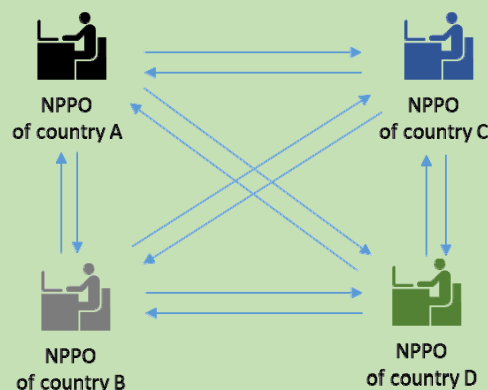 NPPO
of country A
NPPO
of country C
NPPO
of country B
NPPO
of country D